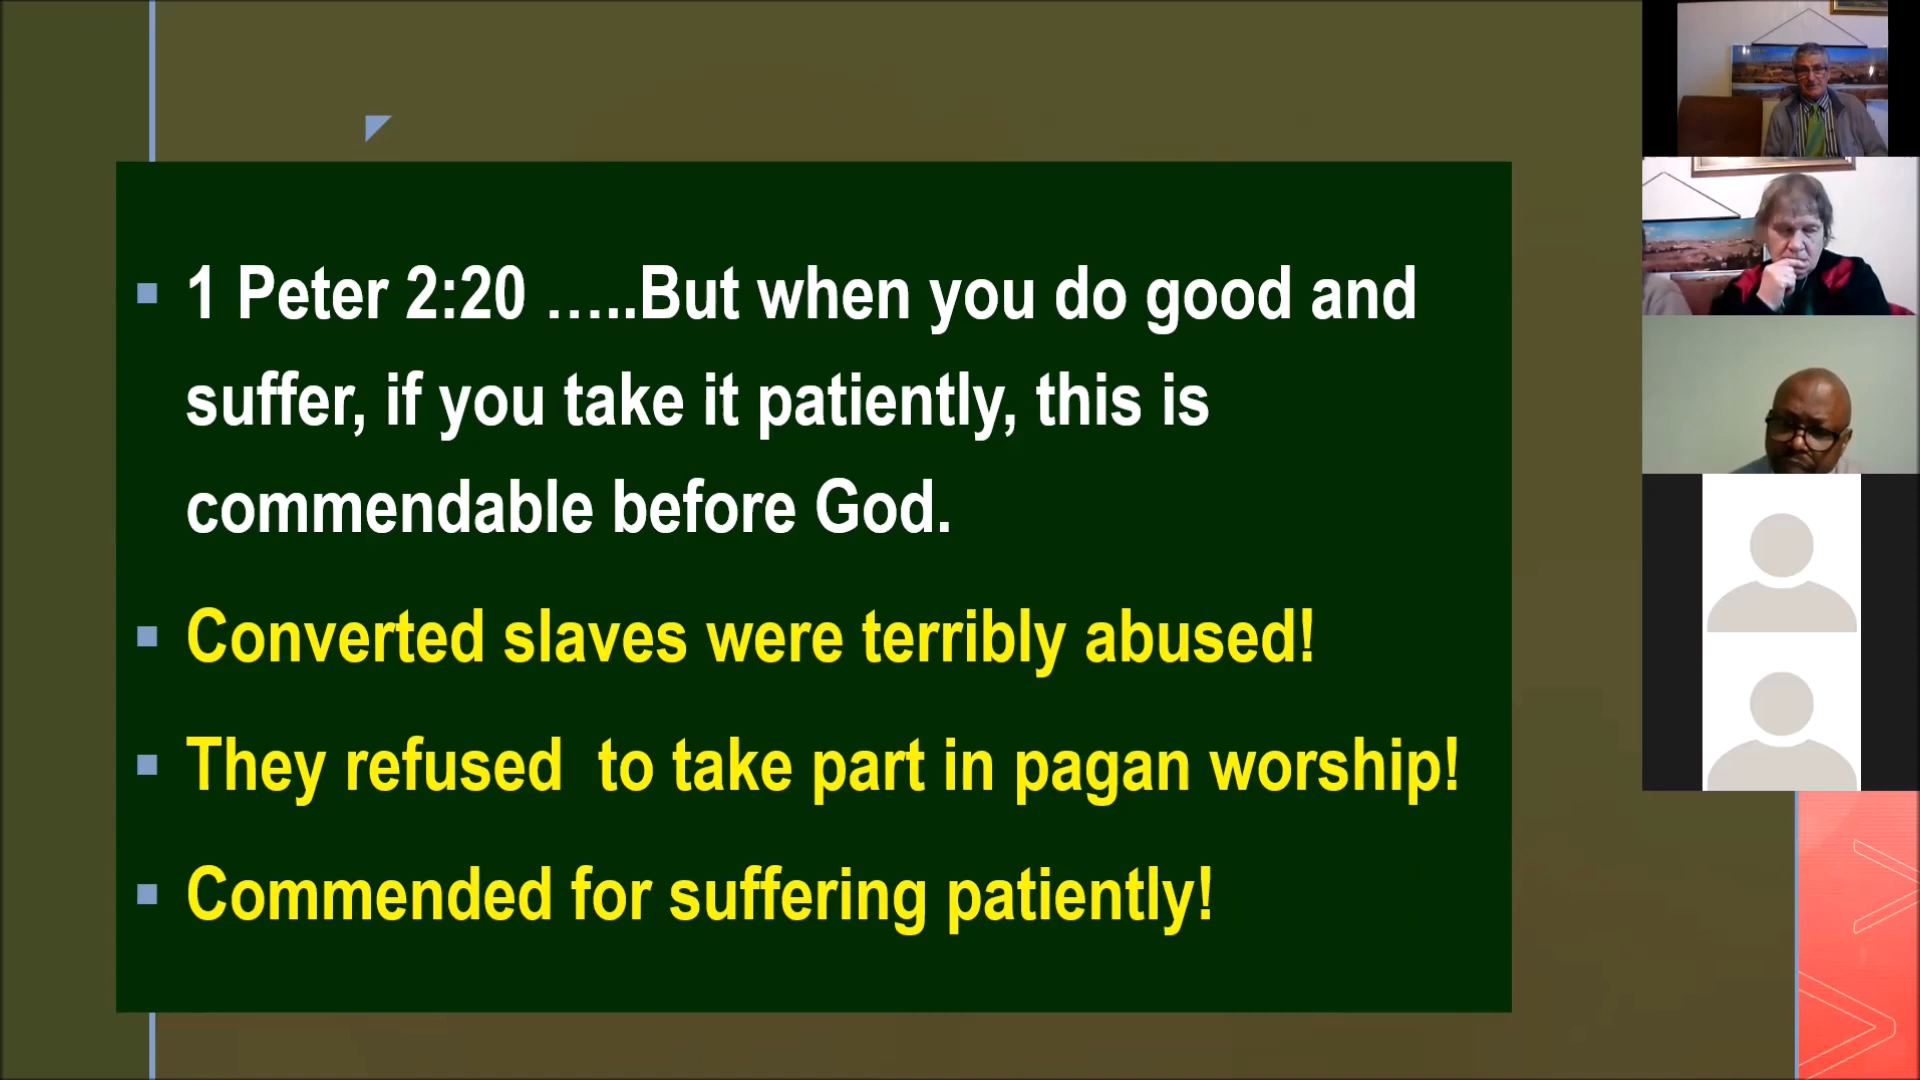 1 Peter 2:20 …..But when you do good and
suffer, if you take it patiently, this is
commendable before God.
Converted slaves were terribly abused!
They refused  to take part in pagan worship!
Commended for suffering patiently!